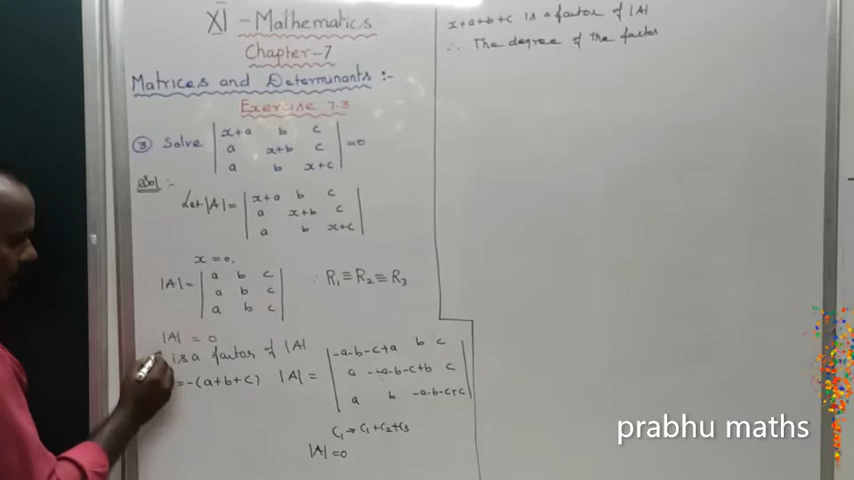 XI - Mathematics
Chapter-7
Matrices and Determinants :-
Exercise 7.3
③ Solve | x+a b c | = 0
| a x+b c |
| a b x+c |
Sol :-
Let |A| = | x+a b c |
| a x+b c |
| a b x+c |
x = 0.
|A| = | a b c | ∵ R₁ ≡ R₂ ≡ R₃
| a b c |
| a b c |
|A| = 0
is a factor of |A|
= -(a+b+c) |A| = | -a-b-c+a b c |
| a -a-b-c+b c |
| a b -a-b-c+c |
C₁ → C₁+C₂+C₃
|A| = 0
x+a+b+c is a factor of |A|
∴ The degree of the factor
prabhu maths